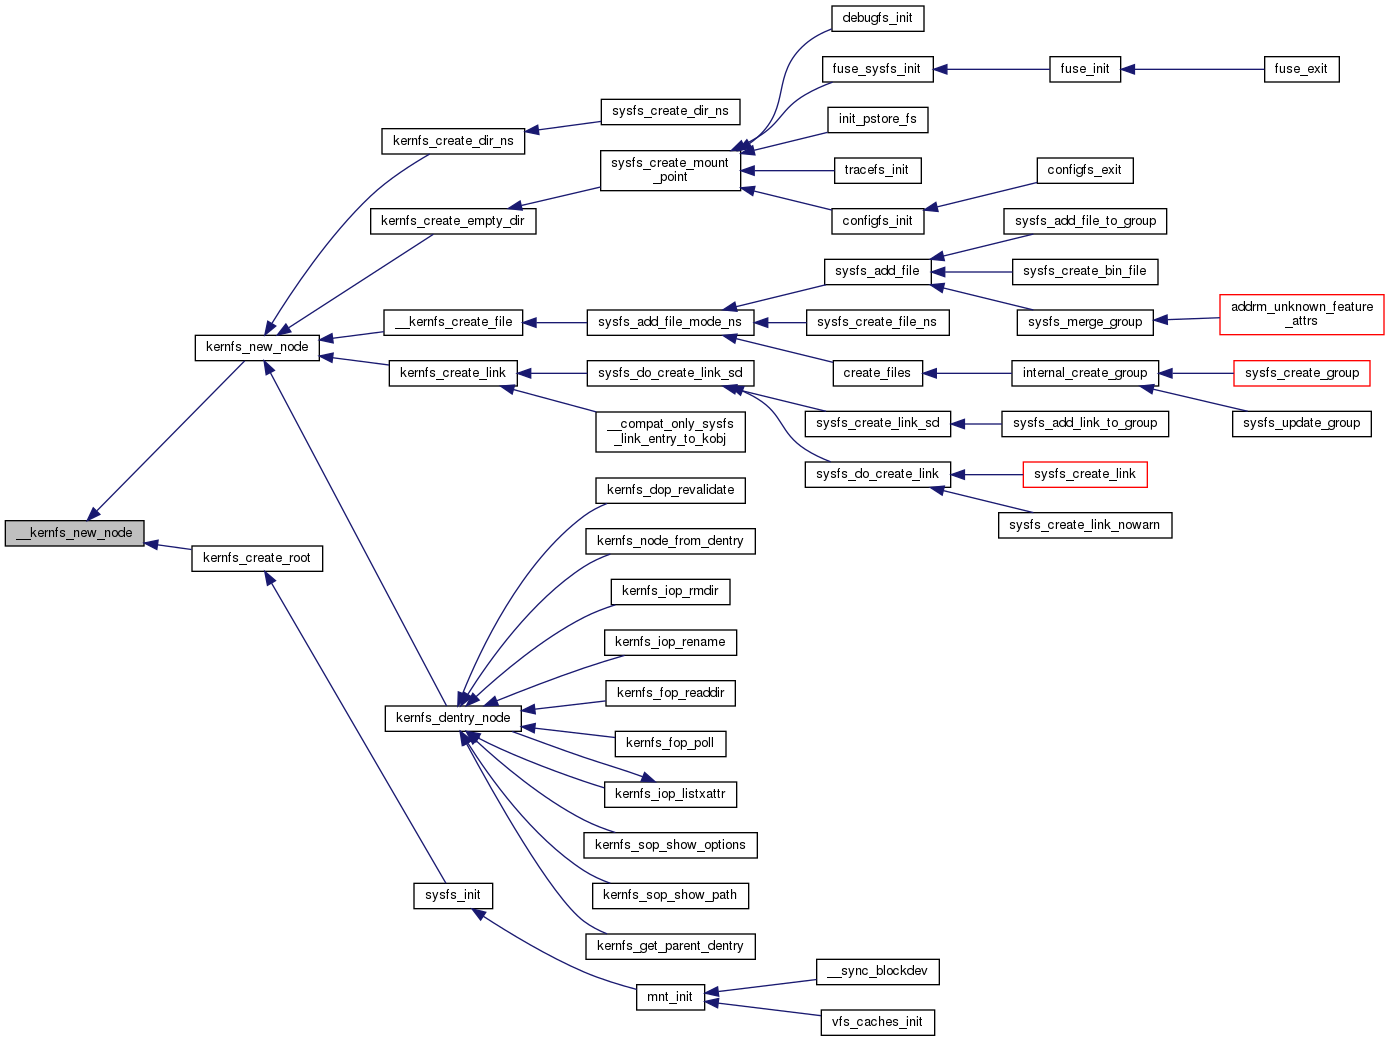 debugfs_init
fuse_sysfs_init
fuse_init
fuse_exit
sysfs_create_dir_ns
init_pstore_fs
kernfs_create_dir_ns
sysfs_create_mount
_point
tracefs_init
configfs_exit
kernfs_create_empty_dir
configfs_init
sysfs_add_file_to_group
sysfs_add_file
sysfs_create_bin_file
__kernfs_create_file
sysfs_add_file_mode_ns
sysfs_create_file_ns
sysfs_merge_group
addrm_unknown_feature
_attrs
kernfs_new_node
kernfs_create_link
sysfs_do_create_link_sd
create_files
internal_create_group
sysfs_create_group
__compat_only_sysfs
_link_entry_to_kobj
sysfs_create_link_sd
sysfs_add_link_to_group
sysfs_update_group
sysfs_do_create_link
sysfs_create_link
kernfs_dop_revalidate
sysfs_create_link_nowarn
__kernfs_new_node
kernfs_node_from_dentry
kernfs_create_root
kernfs_iop_rmdir
kernfs_iop_rename
kernfs_fop_readdir
kernfs_dentry_node
kernfs_fop_poll
kernfs_iop_listxattr
kernfs_sop_show_options
sysfs_init
kernfs_sop_show_path
kernfs_get_parent_dentry
__sync_blockdev
mnt_init
vfs_caches_init